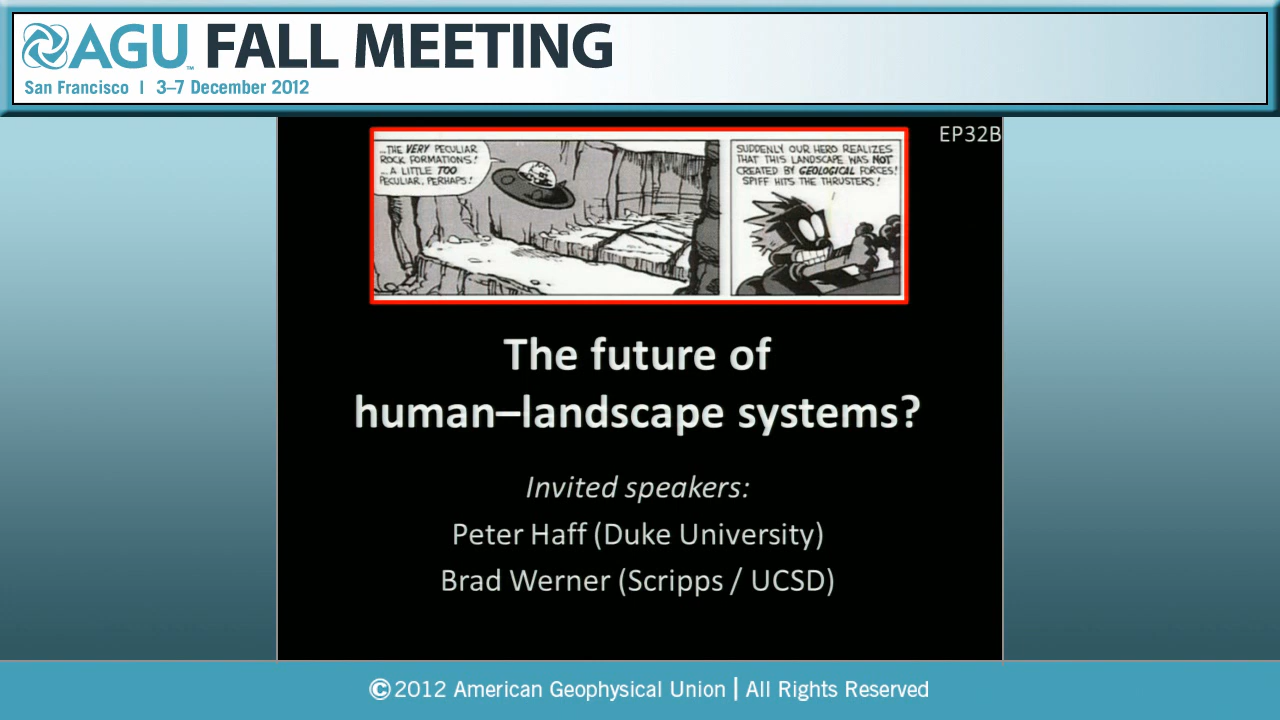 AGU™ FALL MEETING
San Francisco | 3–7 December 2012
EP32B
...THE VERY PECULIAR
ROCK FORMATIONS!
...A LITTLE TOO
PECULIAR, PERHAPS!
SUDDENLY OUR HERO REALIZES
THAT THIS LANDSCAPE WAS NOT
CREATED BY GEOLOGICAL FORCES!
SPIFF HITS THE THRUSTERS!
The future of
human–landscape systems?
Invited speakers:
Peter Haff (Duke University)
Brad Werner (Scripps / UCSD)
©2012 American Geophysical Union | All Rights Reserved